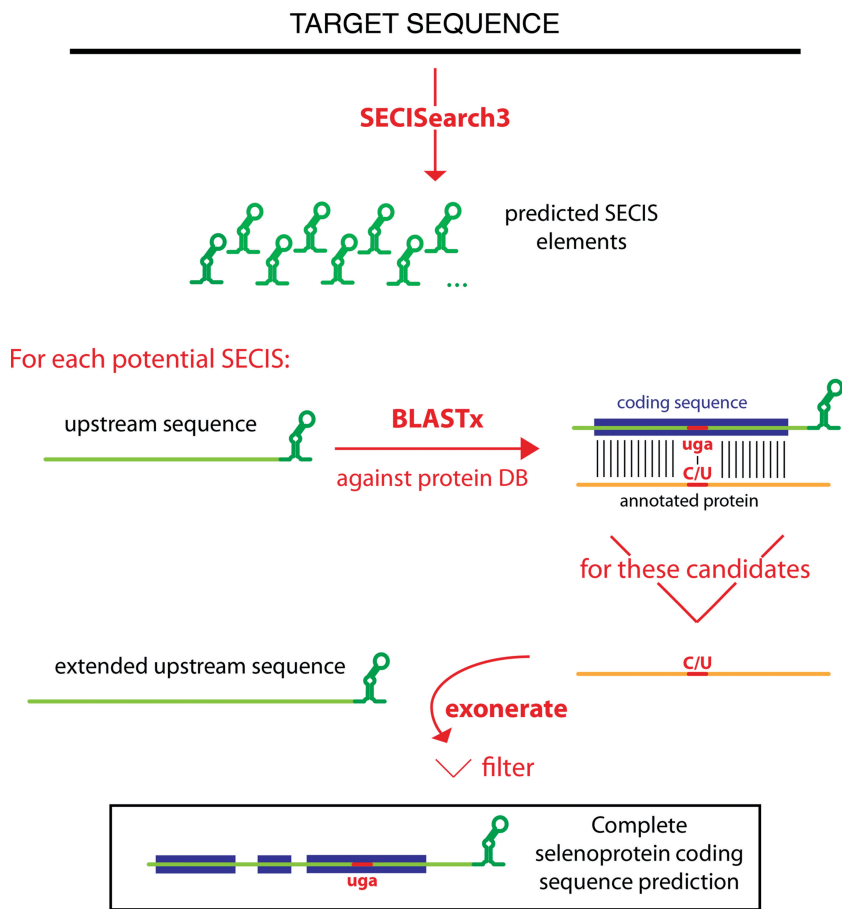 TARGET SEQUENCE
SECISearch3
predicted SECIS
elements
...
For each potential SECIS:
upstream sequence
BLASTx
against protein DB
coding sequence
uga
C/U
annotated protein
for these candidates
extended upstream sequence
C/U
exonerate
filter
uga
Complete
selenoprotein coding
sequence prediction